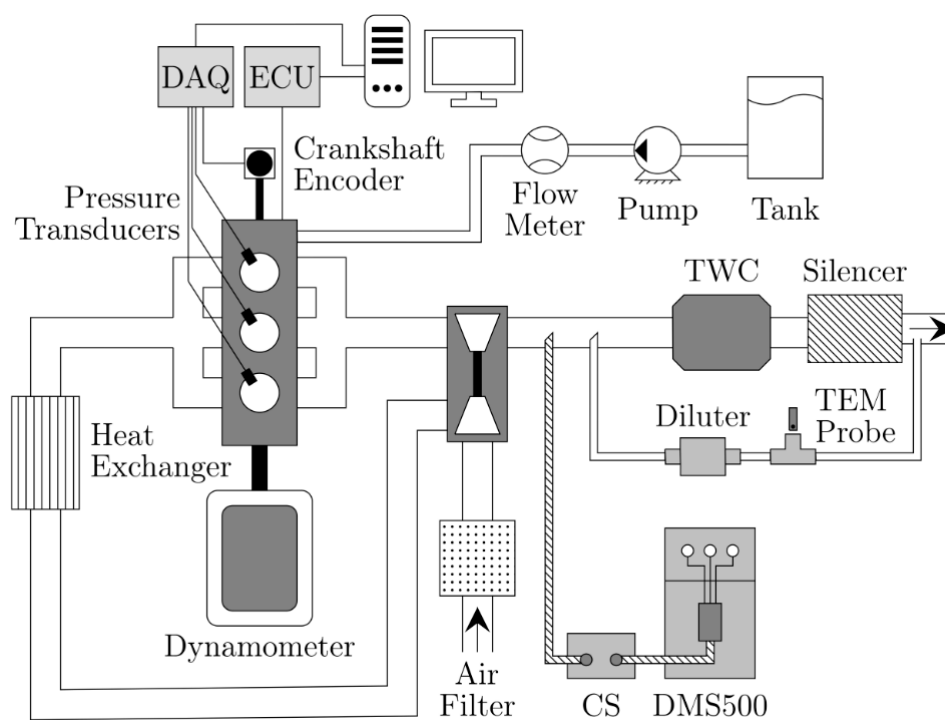 DAQ
ECU
Crankshaft
Encoder
Pressure
Transducers
Flow
Meter
Pump
Tank
TWC
Silencer
Heat
Exchanger
Diluter
TEM
Probe
Dynamometer
Air
Filter
CS
DMS500